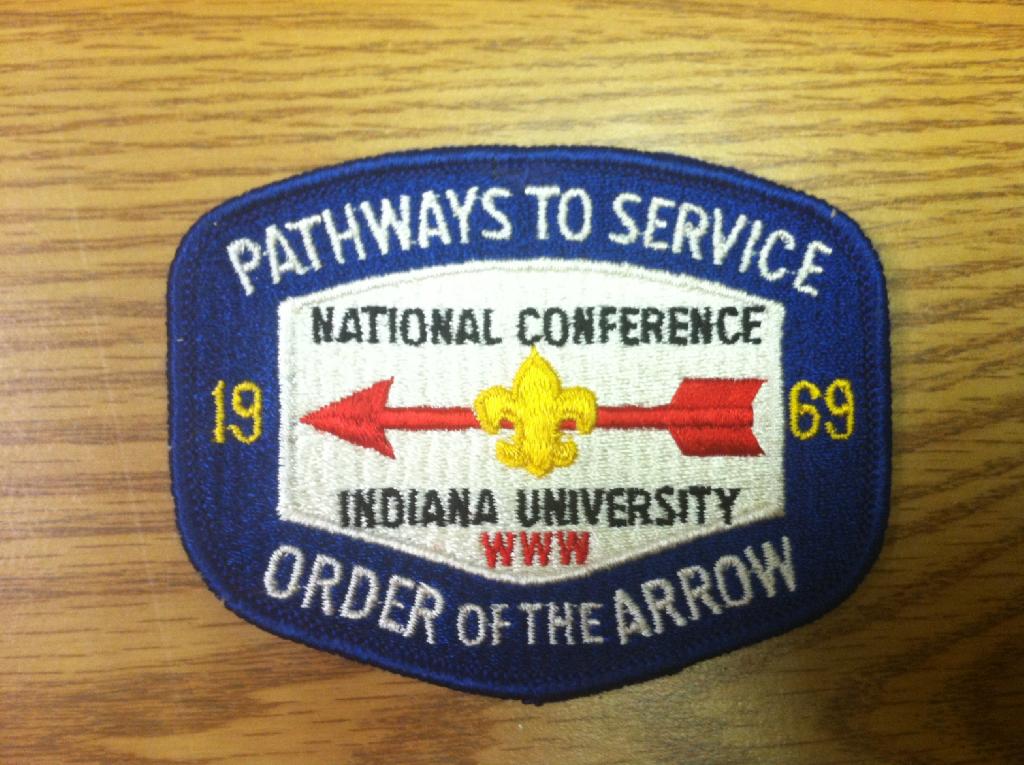 PATHWAYS TO SERVICE
NATIONAL CONFERENCE
19 69
INDIANA UNIVERSITY
WWW
ORDER OF THE ARROW